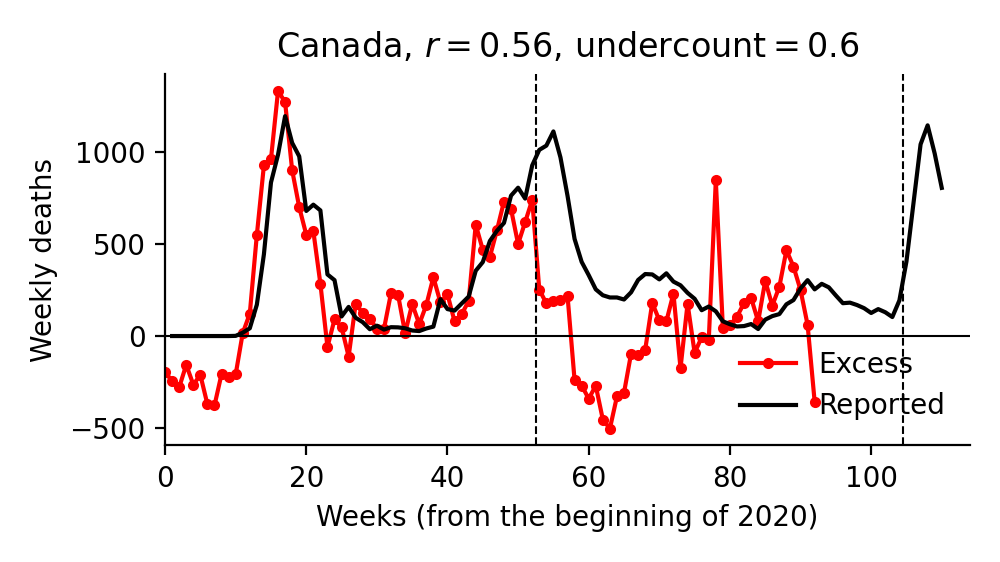 Canada, r = 0.56, undercount = 0.6
Weekly deaths
1000
500
0
−500
Excess
Reported
0 20 40 60 80 100
Weeks (from the beginning of 2020)